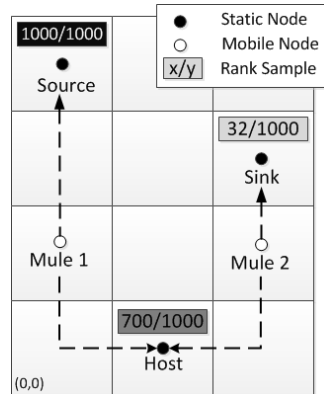 Static Node
Mobile Node
x/y Rank Sample
1000/1000
Source
32/1000
Sink
Mule 1
Mule 2
700/1000
Host
(0,0)